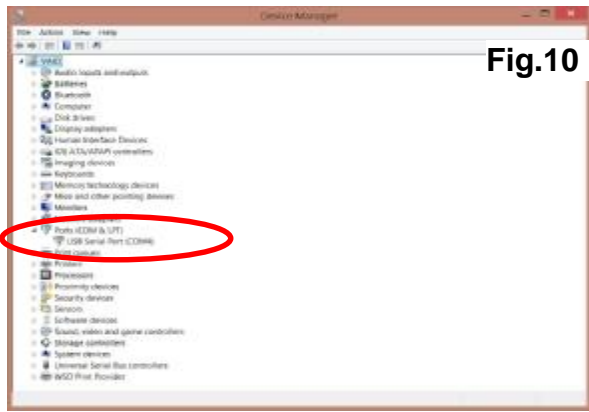 Device Manager
File Action View Help
Fig.10
VAIO
Audio inputs and outputs
Batteries
Bluetooth
Computer
Disk drives
Display adapters
Human Interface Devices
IDE ATA/ATAPI controllers
Imaging devices
Keyboards
Memory technology devices
Mice and other pointing devices
Monitors
Ports (COM & LPT)
USB Serial Port (COM4)
Print queues
Printers
Processors
Proximity devices
Security devices
Sensors
Software devices
Sound, video and game controllers
Storage controllers
System devices
Universal Serial Bus controllers
WSD Print Provider